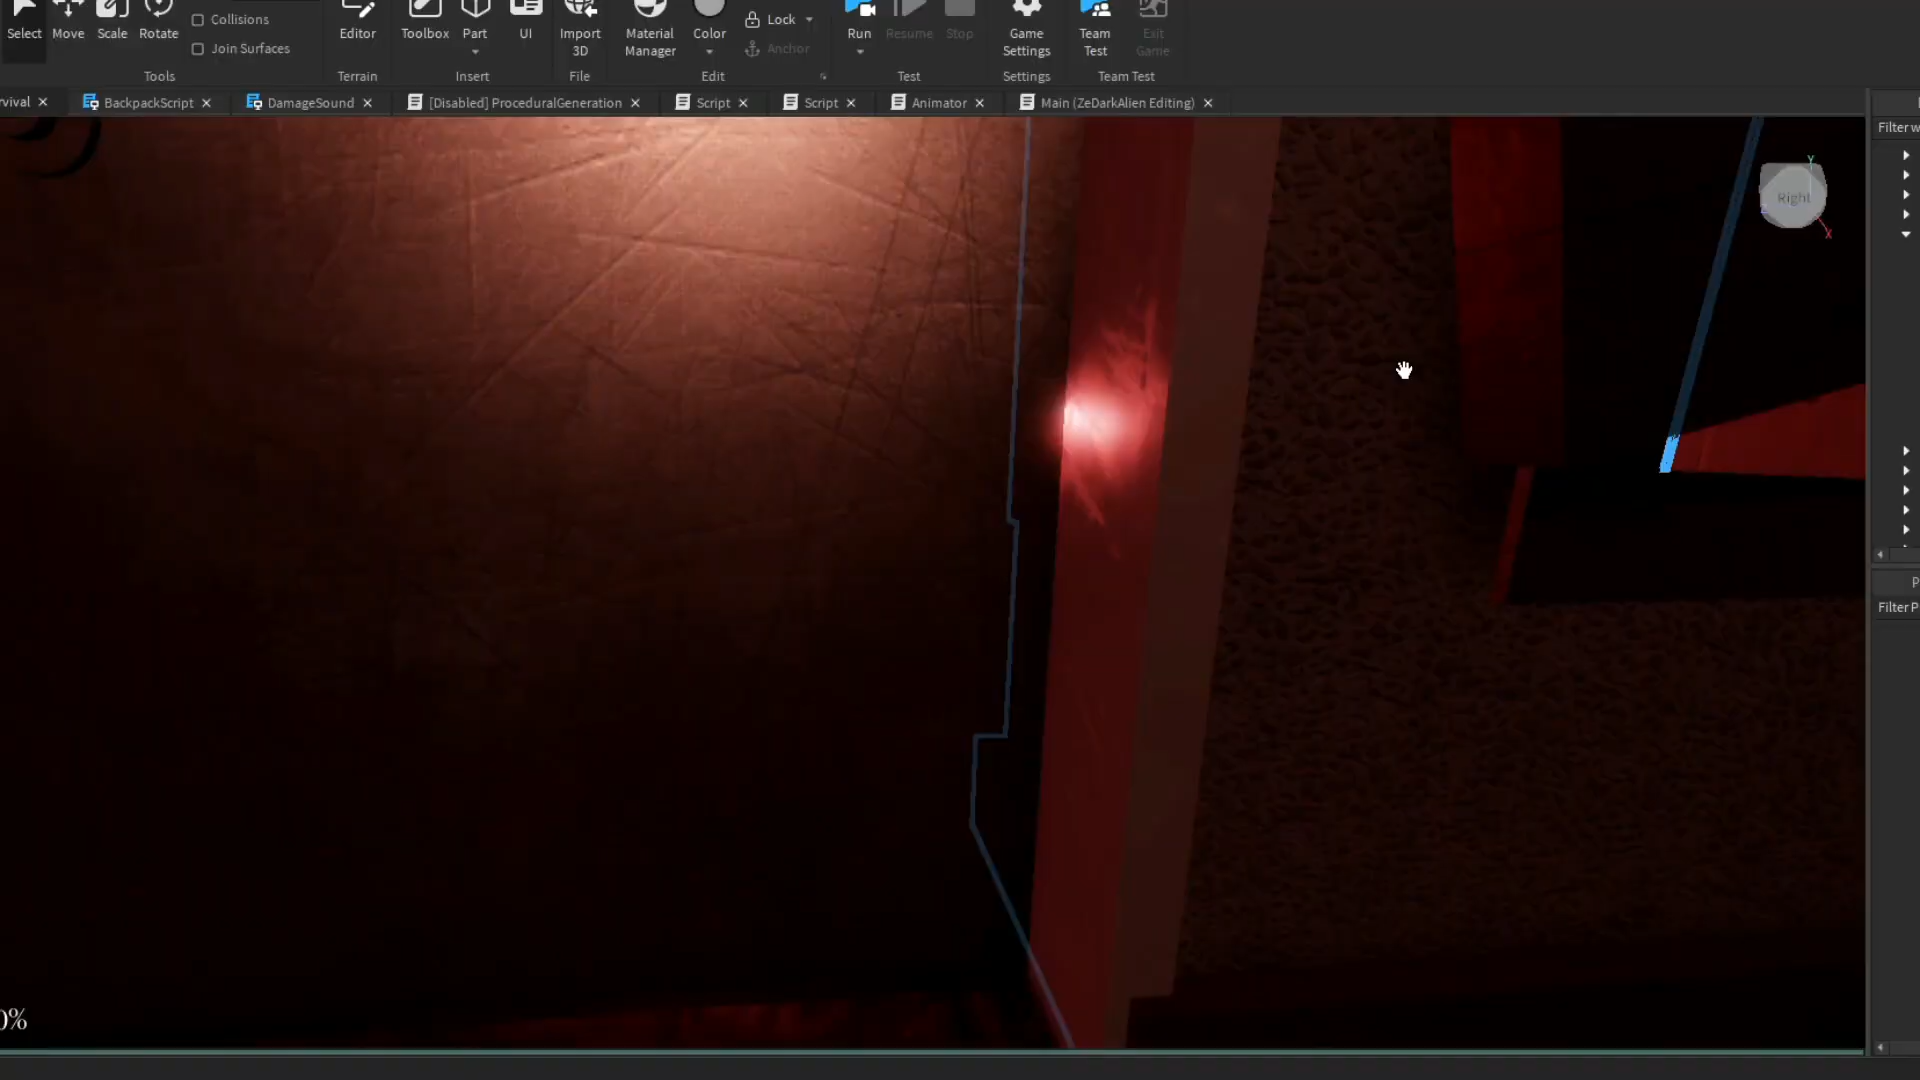 Select Move Scale Rotate Collisions Editor Toolbox Part UI Import 3D Material Manager Color Lock Run Resume Stop Game Settings Team Test Exit Game
Join Surfaces Anchor
Tools Terrain Insert File Edit Test Settings Team Test
rvival BackpackScript DamageSound [Disabled] ProceduralGeneration Script Script Animator Main (ZeDarkAlien Editing)
Filter w
Y
Right
X
P
Filter P
0%